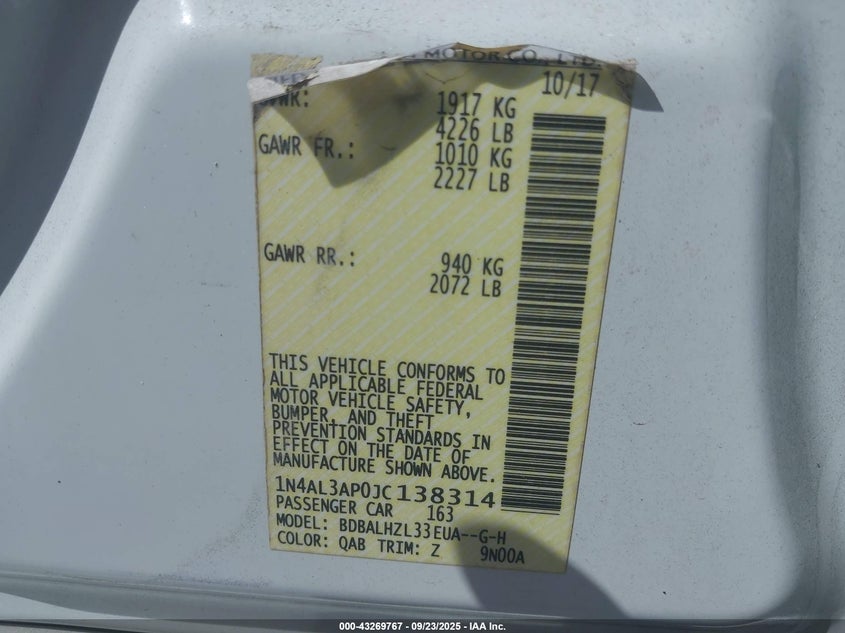 MOTOR CO., LTD.
10/17
1917 KG
4226 LB
GAWR FR.: 1010 KG
2227 LB
GAWR RR.: 940 KG
2072 LB
THIS VEHICLE CONFORMS TO
ALL APPLICABLE FEDERAL
MOTOR VEHICLE SAFETY,
BUMPER, AND THEFT
PREVENTION STANDARDS IN
EFFECT ON THE DATE OF
MANUFACTURE SHOWN ABOVE.
1N4AL3AP0JC138314
PASSENGER CAR 163
MODEL: BDBALHZL33EUA--G-H
COLOR: QAB TRIM: Z 9N00A
000-43269767 - 09/23/2025 - IAA Inc.